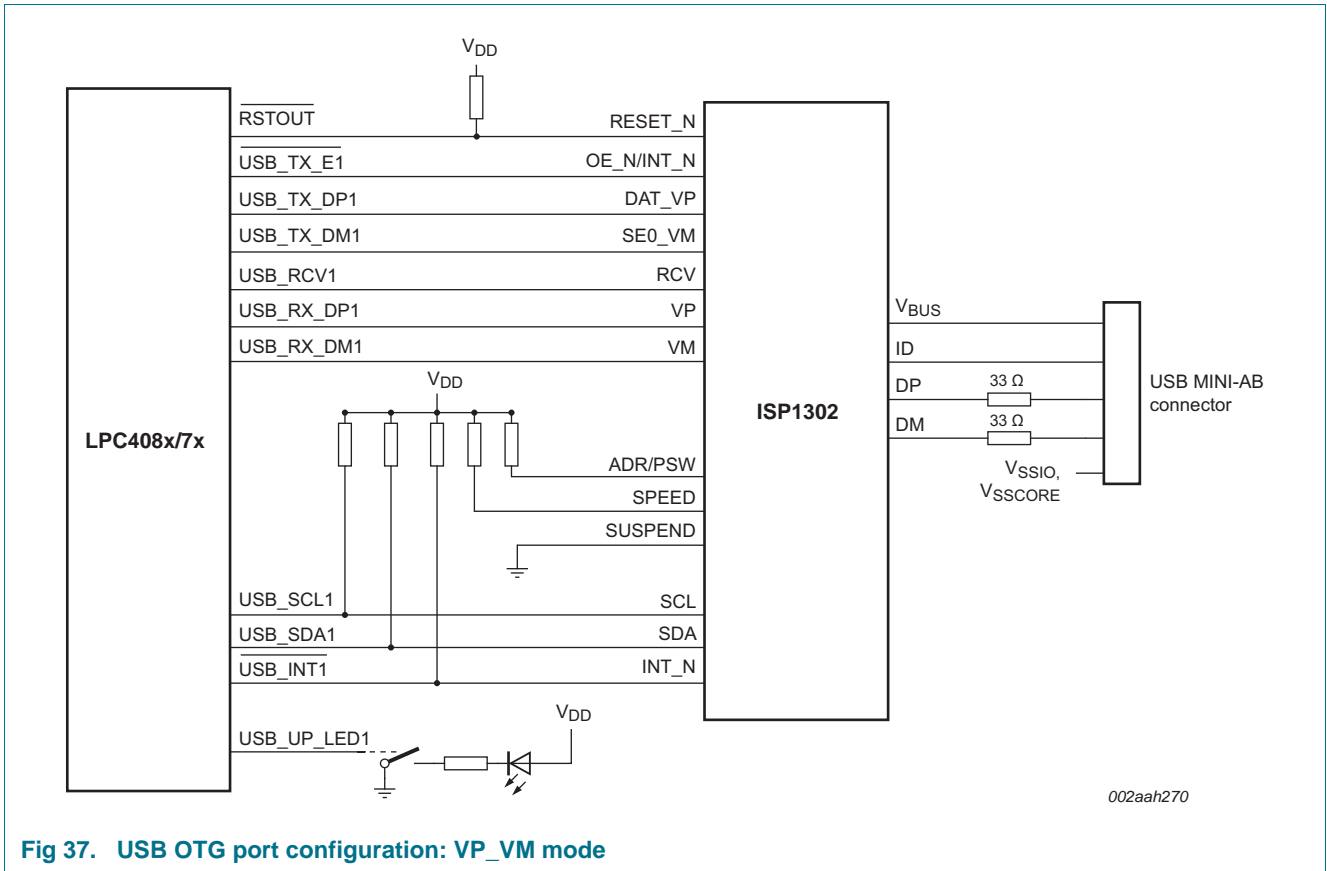 VDD
RSTOUT RESET_N
USB_TX_E1 OE_N/INT_N
USB_TX_DP1 DAT_VP
USB_TX_DM1 SE0_VM
USB_RCV1 RCV
USB_RX_DP1 VP
USB_RX_DM1 VM
VDD
LPC408x/7x
ISP1302
ADR/PSW
SPEED
SUSPEND
USB_SCL1 SCL
USB_SDA1 SDA
USB_INT1 INT_N
VDD
USB_UP_LED1
VBUS
ID
DP 33 Ω
DM 33 Ω
VSSIO,
VSSCORE
USB MINI-AB
connector
002aah270
Fig 37. USB OTG port configuration: VP_VM mode